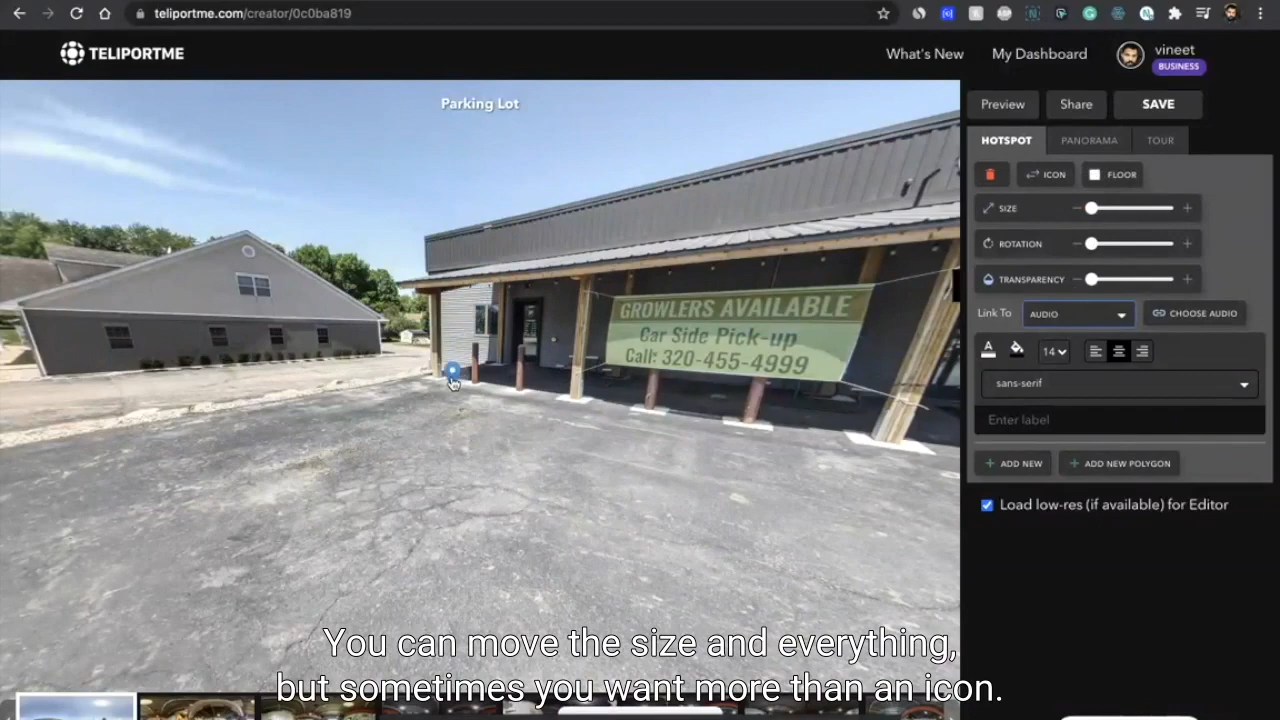 teliportme.com/creator/0c0ba819
TELIPORTME
What's New
My Dashboard
vineet
BUSINESS
Parking Lot
Preview
Share
SAVE
HOTSPOT
PANORAMA
TOUR
ICON
FLOOR
SIZE
ROTATION
TRANSPARENCY
Link To
AUDIO
CHOOSE AUDIO
A
14
sans-serif
Enter label
+ ADD NEW
+ ADD NEW POLYGON
Load low-res (if available) for Editor
GROWLERS AVAILABLE
Car Side Pick-up
Call: 320-455-4999
You can move the size and everything,
but sometimes you want more than an icon.